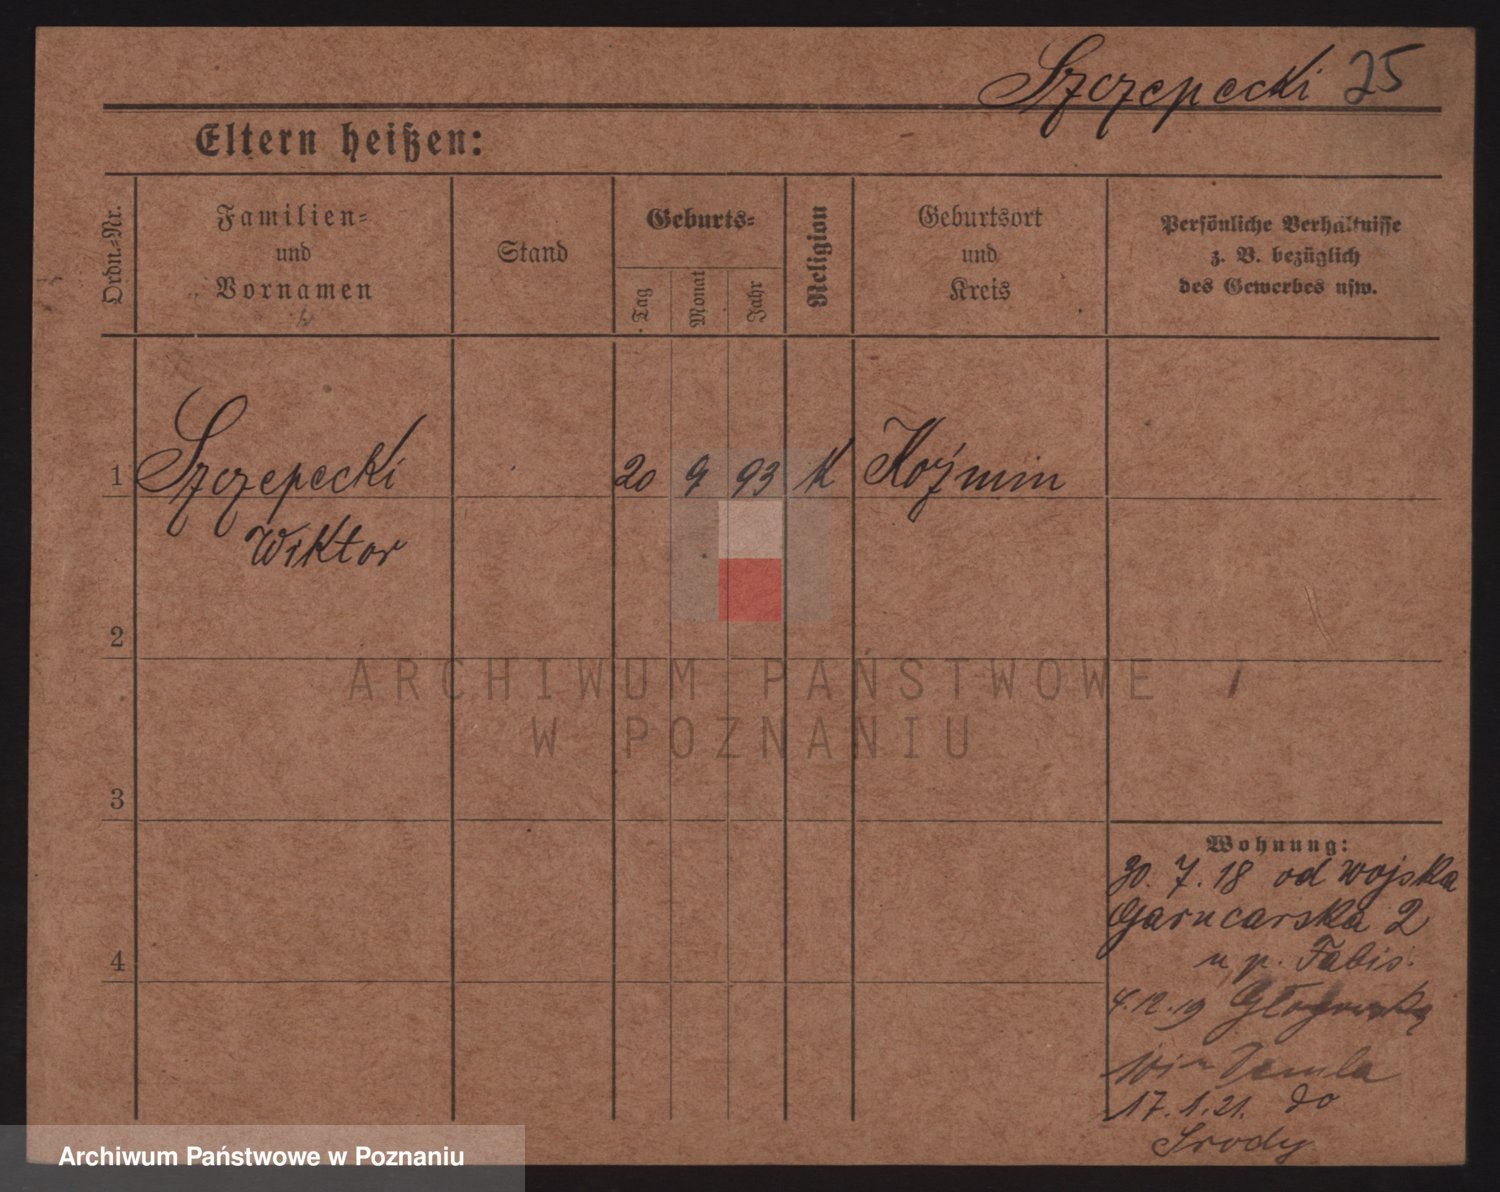 Szczepecki 25
Eltern heißen:
Ordn.-Nr.
Familien-
und
Vornamen
Stand
Geburts-
Tag
Monat
Jahr
Religion
Geburtsort
und
Kreis
Persönliche Verhältnisse
z. B. bezüglich
des Gewerbes usw.
1 Szczepecki 20 9 93 K Koźmin
Wiktor
2
3
4
Wohnung:
30. 7. 18 od wojska
Garncarska 2
u p. Fabis.
4.12.19 Głogowska
17. 1. 21. do
Środy
ARCHIWUM PAŃSTWOWE
W POZNANIU
Archiwum Państwowe w Poznaniu